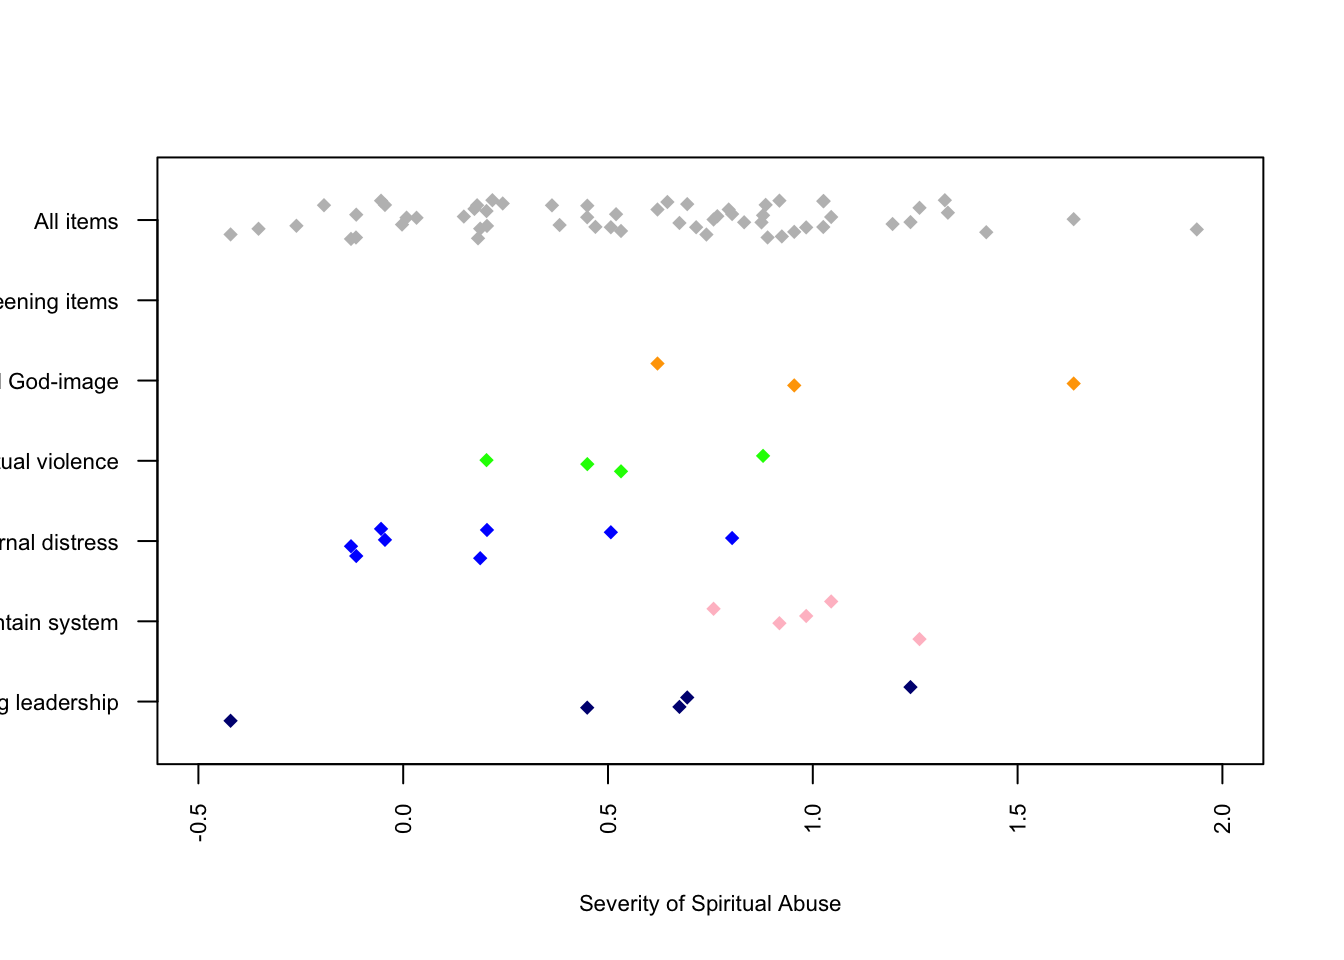 All items
eening items
God-image
tual violence
rnal distress
ntain system
g leadership
-0.5
0.0
0.5
1.0
1.5
2.0
Severity of Spiritual Abuse